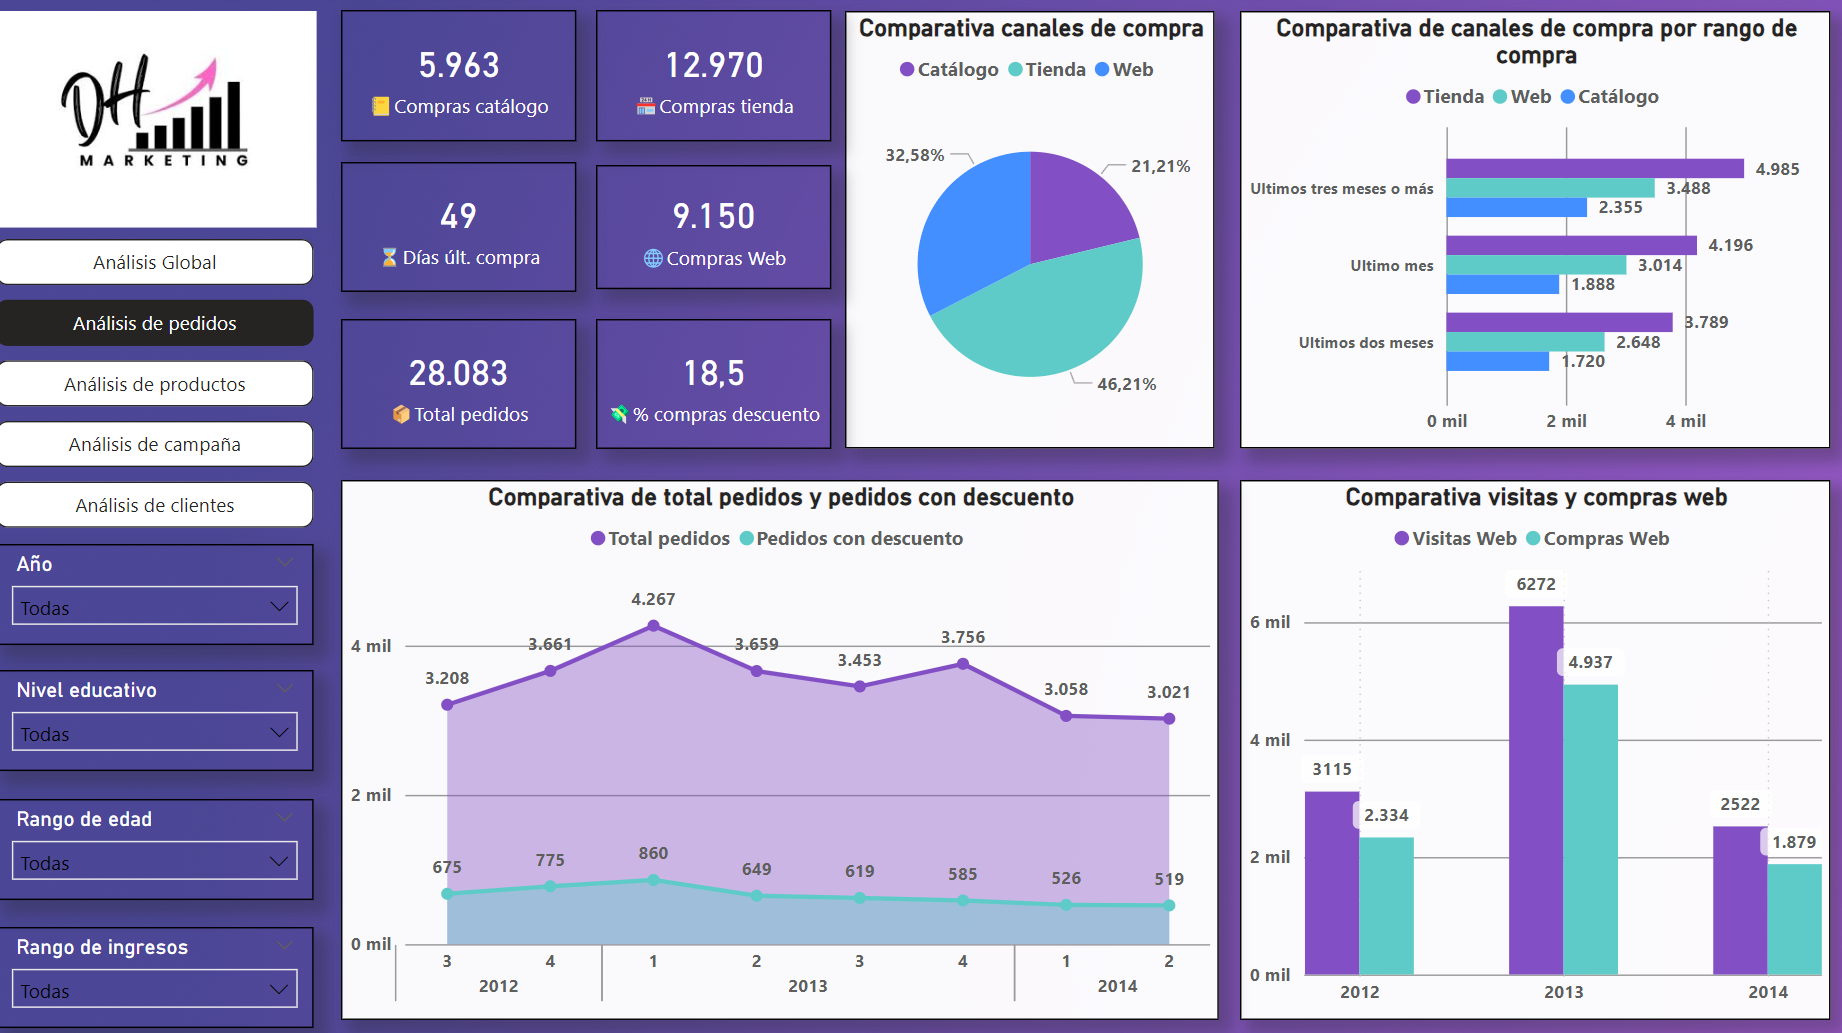 DH
MARKETING
Análisis Global
Análisis de pedidos
Análisis de productos
Análisis de campaña
Análisis de clientes
Año
Todas
Nivel educativo
Todas
Rango de edad
Todas
Rango de ingresos
Todas
5.963
Compras catálogo
12.970
Compras tienda
49
Días últ. compra
9.150
Compras Web
28.083
Total pedidos
18,5
% compras descuento
Comparativa canales de compra
Catálogo Tienda Web
32,58%
21,21%
46,21%
Comparativa de canales de compra por rango de
compra
Tienda Web Catálogo
Ultimos tres meses o más
4.985
3.488
2.355
Ultimo mes
4.196
3.014
1.888
Ultimos dos meses
3.789
2.648
1.720
0 mil 2 mil 4 mil
Comparativa de total pedidos y pedidos con descuento
Total pedidos Pedidos con descuento
4 mil
2 mil
0 mil
3.208 3.661 4.267 3.659 3.453 3.756 3.058 3.021
675 775 860 649 619 585 526 519
3 4 1 2 3 4 1 2
2012 2013 2014
Comparativa visitas y compras web
Visitas Web Compras Web
6 mil
4 mil
2 mil
0 mil
3115 2.334 6272 4.937 2522 1.879
2012 2013 2014